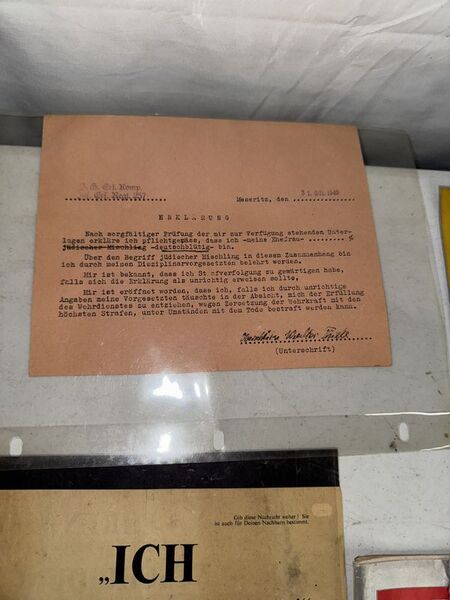 Meseritz, den
ERKLÄRUNG
Nach sorgfältiger Prüfung der mir zur Verfügung stehenden Unter-
lagen erkläre ich pflichtgemäss, dass ich -meine Ehefrau-
jüdischer Mischling -deutschblütig- bin.
Über den Begriff jüdischer Mischling in diesem Zusammenhang bin
ich durch meinen Disziplinarvorgesetzten belehrt worden.
Mir ist bekannt, dass ich St afverfolgung zu gewärtigen habe,
falls sich die Erklärung als unrichtig erweisen sollte,
Mir ist eröffnet worden, dass ich, falls ich durch unrichtige
Angaben meine Vorgesetzten täuschte in der Absicht, mich der Erfüllung
des Wehrdienstes zu entziehen, wegen Zersetzung der Wehrkraft mit den
höchsten Strafen, unter Umständen mit dem Tode bestraft werden kann.
(Unterschrift)
Gib diese Nachricht weiter! Sie
ist auch für Deinen Nachbarn bestimmt.
„ICH